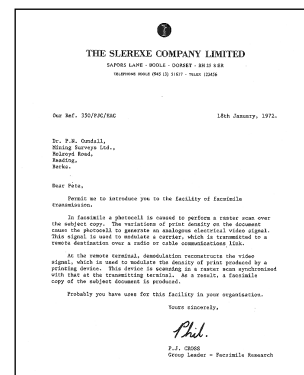 THE SLEREXE COMPANY LIMITED
SAPORS LANE - BOOLE - DORSET - BH 25 8 ER
TELEPHONE BOOLE (945 13) 51617 - TELEX 123456
Our Ref. 350/PJC/EAC 18th January, 1972.
Dr. P.N. Cundall,
Mining Surveys Ltd.,
Holroyd Road,
Reading,
Berks.
Dear Pete,
Permit me to introduce you to the facility of facsimile
transmission.
In facsimile a photocell is caused to perform a raster scan over
the subject copy. The variations of print density on the document
cause the photocell to generate an analogous electrical video signal.
This signal is used to modulate a carrier, which is transmitted to a
remote destination over a radio or cable communications link.
At the remote terminal, demodulation reconstructs the video
signal, which is used to modulate the density of print produced by a
printing device. This device is scanning in a raster scan synchronised
with that at the transmitting terminal. As a result, a facsimile
copy of the subject document is produced.
Probably you have uses for this facility in your organisation.
Yours sincerely,
Phil.
P.J. CROSS
Group Leader - Facsimile Research